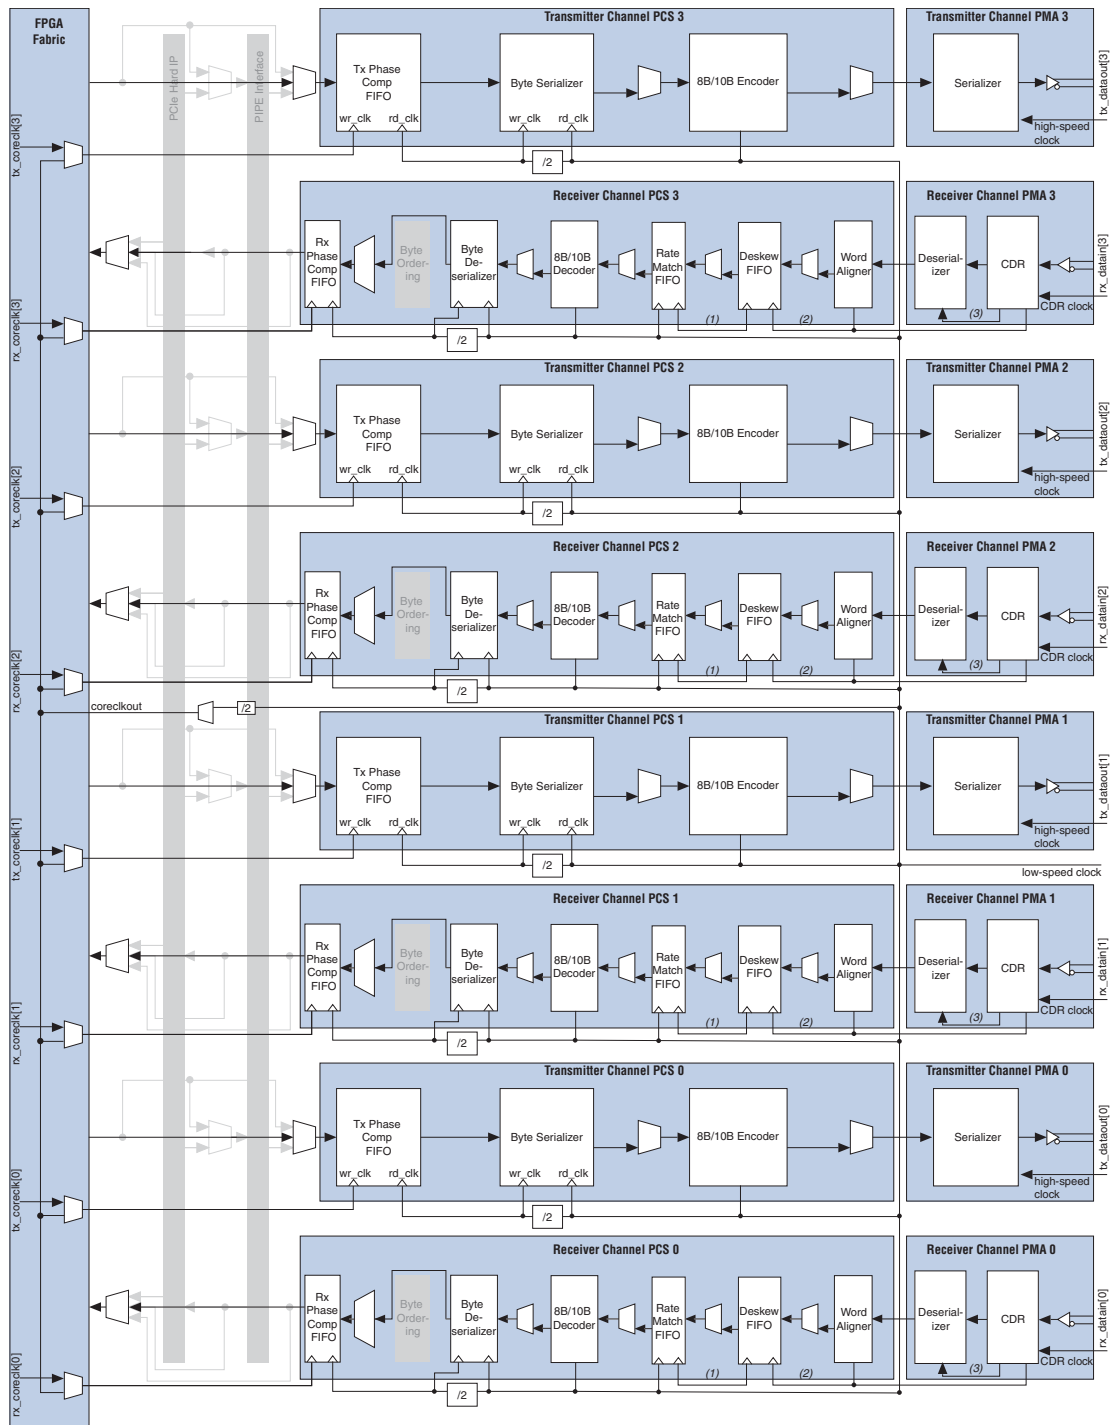 FPGA
Fabric
PCIe Hard IP
PIPE Interface
Transmitter Channel PCS 3
Tx Phase
Comp
FIFO
wr_clk
rd_clk
Byte Serializer
wr_clk
rd_clk
8B/10B Encoder
/2
Transmitter Channel PMA 3
Serializer
high-speed
clock
tx_dataout[3]
tx_coreclk[3]
Receiver Channel PCS 3
Rx
Phase
Comp
FIFO
Byte
Order-
ing
Byte
De-
serializer
8B/10B
Decoder
Rate
Match
FIFO
Deskew
FIFO
Word
Aligner
(1)
(2)
/2
Receiver Channel PMA 3
Deserial-
izer
CDR
(3)
CDR clock
rx_datain[3]
rx_coreclk[3]
Transmitter Channel PCS 2
Tx Phase
Comp
FIFO
wr_clk
rd_clk
Byte Serializer
wr_clk
rd_clk
8B/10B Encoder
/2
Transmitter Channel PMA 2
Serializer
high-speed
clock
tx_dataout[2]
tx_coreclk[2]
Receiver Channel PCS 2
Rx
Phase
Comp
FIFO
Byte
Order-
ing
Byte
De-
serializer
8B/10B
Decoder
Rate
Match
FIFO
Deskew
FIFO
Word
Aligner
(1)
(2)
/2
Receiver Channel PMA 2
Deserial-
izer
CDR
(3)
CDR clock
rx_datain[2]
rx_coreclk[2]
coreclkout
/2
Transmitter Channel PCS 1
Tx Phase
Comp
FIFO
wr_clk
rd_clk
Byte Serializer
wr_clk
rd_clk
8B/10B Encoder
/2
Transmitter Channel PMA 1
Serializer
high-speed
clock
tx_dataout[1]
tx_coreclk[1]
low-speed clock
Receiver Channel PCS 1
Rx
Phase
Comp
FIFO
Byte
Order-
ing
Byte
De-
serializer
8B/10B
Decoder
Rate
Match
FIFO
Deskew
FIFO
Word
Aligner
(1)
(2)
/2
Receiver Channel PMA 1
Deserial-
izer
CDR
(3)
CDR clock
rx_datain[1]
rx_coreclk[1]
Transmitter Channel PCS 0
Tx Phase
Comp
FIFO
wr_clk
rd_clk
Byte Serializer
wr_clk
rd_clk
8B/10B Encoder
/2
Transmitter Channel PMA 0
Serializer
high-speed
clock
tx_dataout[0]
tx_coreclk[0]
Receiver Channel PCS 0
Rx
Phase
Comp
FIFO
Byte
Order-
ing
Byte
De-
serializer
8B/10B
Decoder
Rate
Match
FIFO
Deskew
FIFO
Word
Aligner
(1)
(2)
/2
Receiver Channel PMA 0
Deserial-
izer
CDR
(3)
CDR clock
rx_datain[0]
rx_coreclk[0]